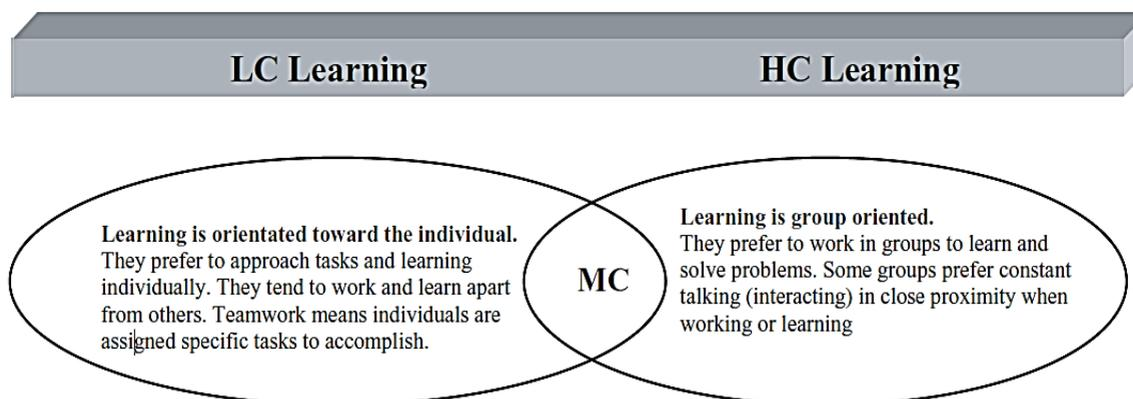 LC Learning
HC Learning
Learning is orientated toward the individual.
They prefer to approach tasks and learning
individually. They tend to work and learn apart
from others. Teamwork means individuals are
assigned specific tasks to accomplish.
MC
Learning is group oriented.
They prefer to work in groups to learn and
solve problems. Some groups prefer constant
talking (interacting) in close proximity when
working or learning